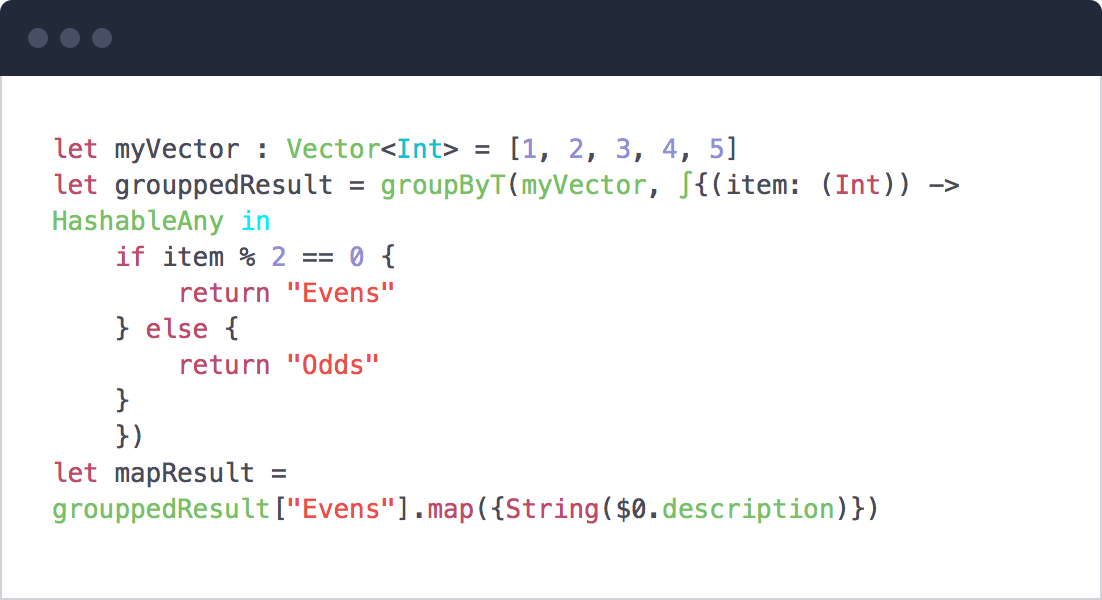 let myVector : Vector<Int> = [1, 2, 3, 4, 5]
let grouppedResult = groupByT(myVector, ∫{(item: (Int)) ->
HashableAny in
    if item % 2 == 0 {
        return "Evens"
    } else {
        return "Odds"
    }
    })
let mapResult =
grouppedResult["Evens"].map({String($0.description)})